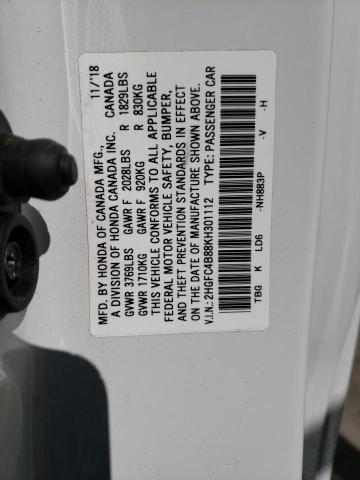 MFD. BY HONDA OF CANADA MFG., 11/'18
A DIVISION OF HONDA CANADA INC. CANADA
GVWR 3769LBS GAWR F 2028LBS GAWR R 1829LBS
GVWR 1710KG GAWR F 920KG R 830KG
THIS VEHICLE CONFORMS TO ALL APPLICABLE
FEDERAL MOTOR VEHICLE SAFETY, BUMPER,
AND THEFT PREVENTION STANDARDS IN EFFECT
ON THE DATE OF MANUFACTURE SHOWN ABOVE.
V.I.N.: 2HGFC4B88KH301112 TYPE: PASSENGER CAR
TBG K LD6 -NH883P -V -H